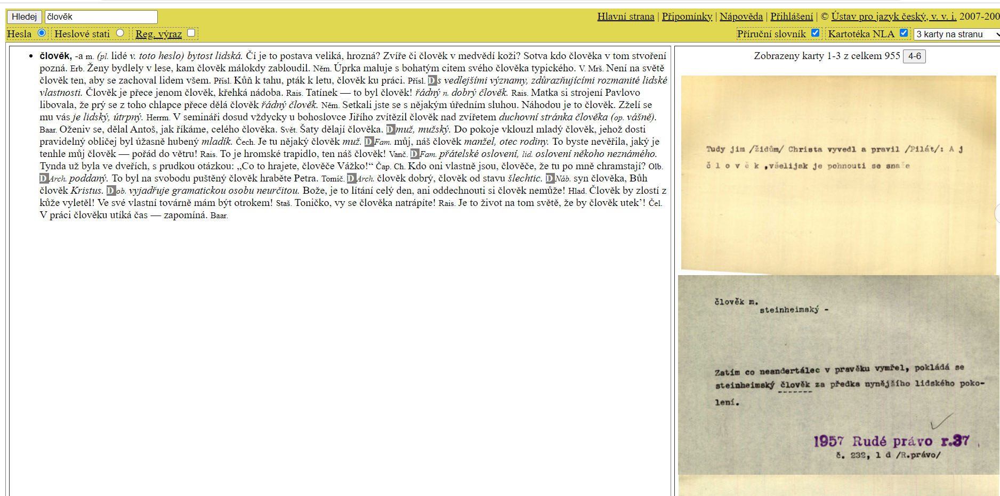 Hledej člověk
Hlavní strana | Připomínky | Nápověda | Přihlášení | © Ústav pro jazyk český, v. v. i. 2007-200
Hesla Heslové stati Reg. výraz
Příruční slovník Kartotéka NLA 3 karty na stranu
člověk, -a m. (pl. lidé v. toto heslo) bytost lidská. Čí je to postava veliká, hrozná? Zvíře či člověk v medvědí koži? Sotva kdo člověka v tom stvoření
pozná. Erb. Ženy bydlely v lese, kam člověk málokdy zabloudil. Něm. Úprka maluje s bohatým citem svého člověka typického. V. Mrš. Není na světě
člověk ten, aby se zachoval lidem všem. Přísl. Kůň k tahu, pták k letu, člověk ku práci. Přísl. D s vedlejšími významy, zdůrazňujícími rozmanité lidské
vlastnosti. Člověk je přece jenom člověk, křehká nádoba. Rais. Tatínek — to byl člověk! řádný n. dobrý člověk. Rais. Matka si strojení Pavlovo
libovala, že prý se z toho chlapce přece dělá člověk řádný člověk. Něm. Setkali jste se s nějakým úředním sluhou. Náhodou je to člověk. Zželí se
mu vás je lidský, útrpný. Herrm. V semináři dosud vždycky u bohoslovce Jiřího zvítězil člověk nad zvířetem duchovní stránka člověka (op. vášně).
Baar. Oženiv se, dělal Antoš, jak říkáme, celého člověka. Svět. Šaty dělají člověka. D muž, mužský. Do pokoje vklouzl mladý člověk, jehož dosti
pravidelný obličej byl úžasně hubený mladík. Čech. Je tu nějaký člověk muž. D Fam. můj, náš člověk manžel, otec rodiny. To byste nevěřila, jaký je
tenhle můj člověk — pořád do větru! Rais. To je hromské trapidlo, ten náš člověk! Vanč. D Fam. přátelské oslovení, lid. oslovení někoho neznámého.
Tynda už byla ve dveřích, s prudkou otázkou: „Co to hrajete, člověče Vážko!“ Čap. Ch. Kdo oni vlastně jsou, člověče, že tu po mně chramstají? Olb.
D Arch. poddaný. To byl na svobodu puštěný člověk hraběte Petra. Tomíč. D Arch. člověk dobrý, člověk od stavu šlechtic. D Náb. syn člověka, Bůh
člověk Kristus. D ob. vyjadřuje gramatickou osobu neurčitou. Bože, je to lítání celý den, ani oddechnouti si člověk nemůže! Hlad. Člověk by zlostí z
kůže vyletěl! Ve své vlastní továrně mám být otrokem! Staš. Toničko, vy se člověka natrápíte! Rais. Je to život na tom světě, že by člověk utek’! Čel.
V práci člověku utíká čas — zapomíná. Baar.
Zobrazeny karty 1-3 z celkem 955 4-6
Tudy jim /židům/ Christa vyvedl a pravil /Pilát/: A j
č l o v ě k ,všelijak je pohnouti se snaže
člověk m.
steinheimský -
Zatím co neandertálec v pravěku vymřel, pokládá se
steinheimský člověk za předka nynějšího lidského poko-
lení.
1957 Rudé právo r.37
č. 232, 1 d /R.právo/